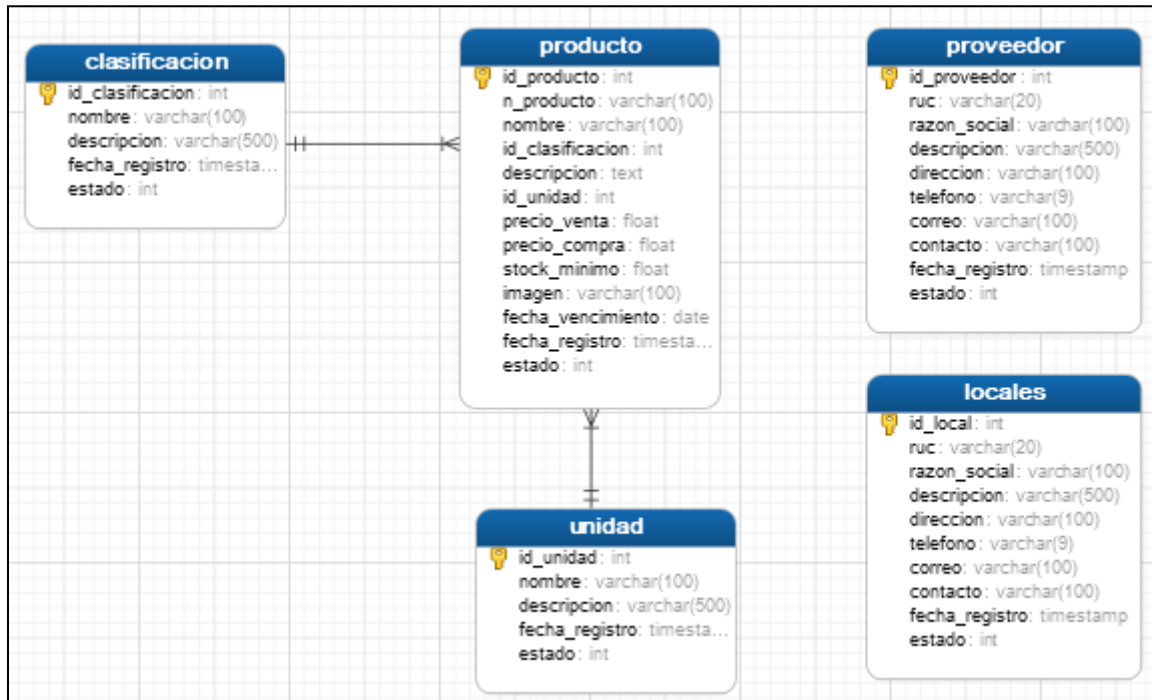 clasificacion
id_clasificacion: int
nombre: varchar(100)
descripcion: varchar(500)
fecha_registro: timesta...
estado: int
producto
id_producto: int
n_producto: varchar(100)
nombre: varchar(100)
id_clasificacion: int
descripcion: text
id_unidad: int
precio_venta: float
precio_compra: float
stock_minimo: float
imagen: varchar(100)
fecha_vencimiento: date
fecha_registro: timesta...
estado: int
proveedor
id_proveedor: int
ruc: varchar(20)
razon_social: varchar(100)
descripcion: varchar(500)
direccion: varchar(100)
telefono: varchar(9)
correo: varchar(100)
contacto: varchar(100)
fecha_registro: timestamp
estado: int
unidad
id_unidad: int
nombre: varchar(100)
descripcion: varchar(500)
fecha_registro: timesta...
estado: int
locales
id_local: int
ruc: varchar(20)
razon_social: varchar(100)
descripcion: varchar(500)
direccion: varchar(100)
telefono: varchar(9)
correo: varchar(100)
contacto: varchar(100)
fecha_registro: timestamp
estado: int